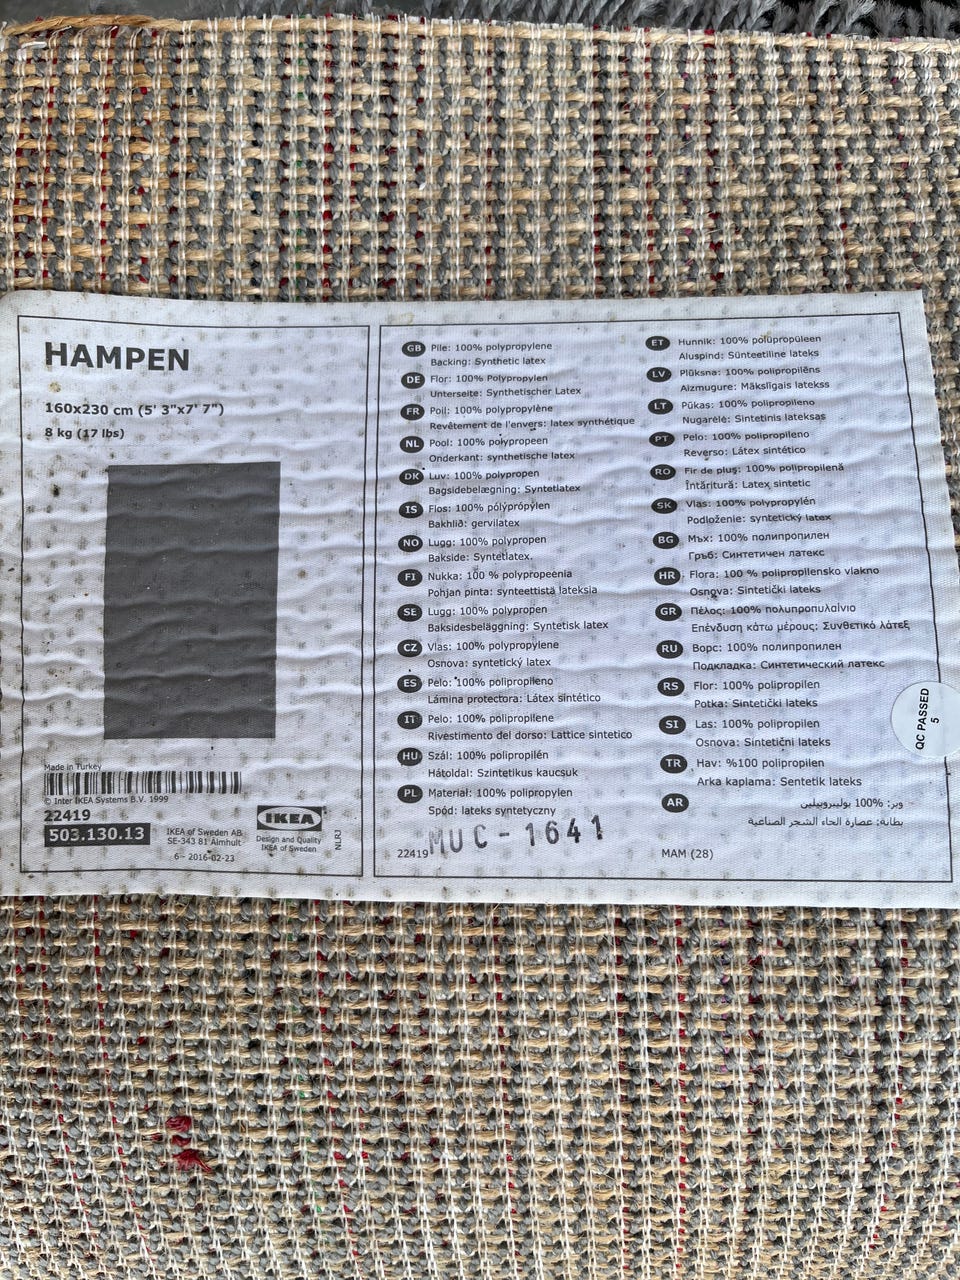 HAMPEN
160x230 cm (5' 3"x7' 7")
8 kg (17 lbs)
Made in Turkey
© Inter IKEA Systems B.V. 1999
22419
503.130.13
IKEA of Sweden AB
SE-343 81 Älmhult
6 - 2016-02-23
IKEA
Design and Quality
IKEA of Sweden
NLRJ
GB Pile: 100% polypropylene
Backing: Synthetic latex
DE Flor: 100% Polypropylen
Unterseite: Synthetischer Latex
FR Poil: 100% polypropylène
Revêtement de l'envers: latex synthétique
NL Pool: 100% polypropeen
Onderkant: synthetische latex
DK Luv: 100% polypropen
Bagsidebelægning: Syntetlatex
IS Flos: 100% pólýprópýlen
Bakhlið: gervilatex
NO Lugg: 100% polypropen
Bakside: Syntetlatex.
FI Nukka: 100 % polypropeenia
Pohjan pinta: synteettistä lateksia
SE Lugg: 100% polypropen
Baksidesbeläggning: Syntetisk latex
CZ Vlas: 100% polypropylene
Osnova: syntetický latex
ES Pelo: 100% polipropileno
Lámina protectora: Látex sintético
IT Pelo: 100% polipropilene
Rivestimento del dorso: Lattice sintetico
HU Szál: 100% polipropilén
Hátoldal: Szintetikus kaucsuk
PL Materiał: 100% polipropylen
Spód: lateks syntetyczny
22419
MUC-1641
ET Hunnik: 100% polüpropüleen
Aluspind: Sünteetiline lateks
LV Plūksna: 100% polipropilēns
Aizmugure: Mākslīgais latekss
LT Pūkas: 100% polipropileno
Nugarėlė: Sintetinis lateksas
PT Pelo: 100% polipropileno
Reverso: Látex sintético
RO Fir de pluş: 100% polipropilenă
Întăritură: Latex sintetic
SK Vlas: 100% polypropylén
Podloženie: syntetický latex
BG Мъх: 100% полипропилен
Гръб: Синтетичен латекс
HR Flora: 100 % polipropilensko vlakno
Osnova: Sintetički lateks
GR Πέλος: 100% πολυπροπυλαίνιο
Επένδυση κάτω μέρους: Συνθετικό λάτεξ
RU Ворс: 100% полипропилен
Подкладка: Синтетический латекс
RS Flor: 100% polipropilen
Potka: Sintetički lateks
SI Las: 100% polipropilen
Osnova: Sintetični lateks
TR Hav: %100 polipropilen
Arka kaplama: Sentetik lateks
AR وبر: 100% بوليبروبيلين
بطانة: عصارة لحاء الشجر الصناعية
MAM (28)
QC PASSED
5